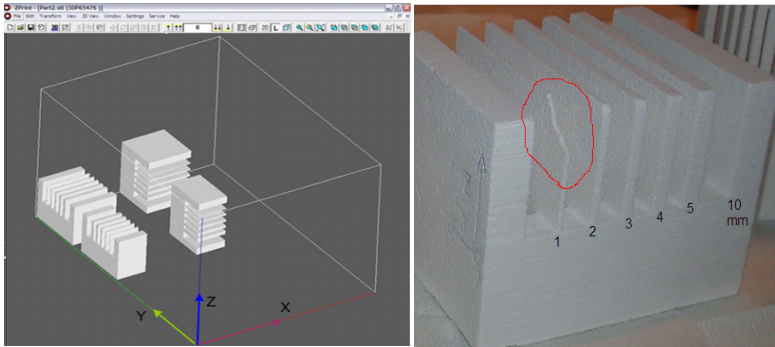 ZPrint - [Part2.stl (3DP65476)]
File Edit Transform View 3D View Window Settings Service Help
2D L
Z
Y
X
1
2
3
4
5
10
mm